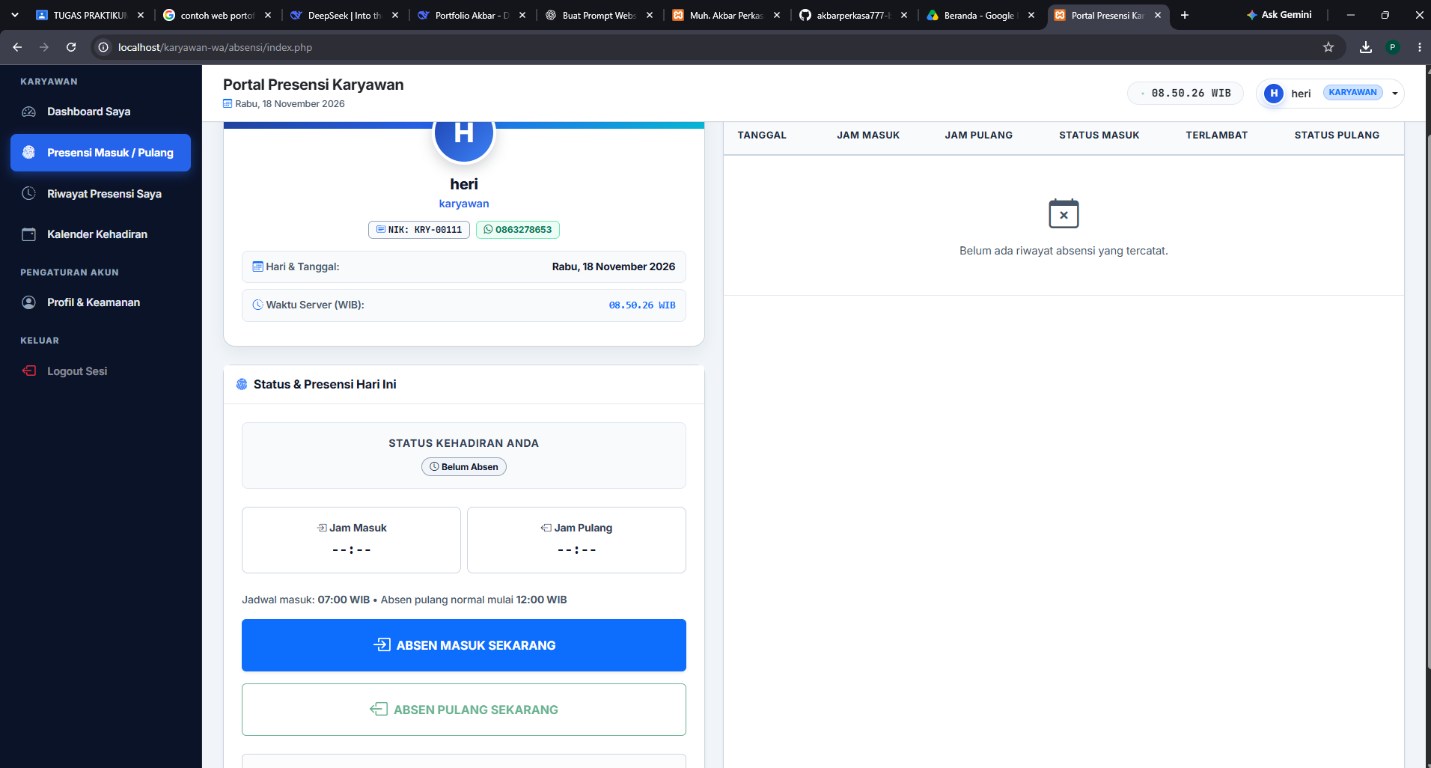 TUGAS PRAKTIKU
contoh web portof
DeepSeek | Into th
Portfolio Akbar - D
Buat Prompt Webs
Muh. Akbar Perkas
akbarperkasa777-
Beranda - Google
Portal Presensi Kar
Ask Gemini
localhost/karyawan-wa/absensi/index.php
P
KARYAWAN
Dashboard Saya
Presensi Masuk / Pulang
Riwayat Presensi Saya
Kalender Kehadiran
PENGATURAN AKUN
Profil & Keamanan
KELUAR
Logout Sesi
Portal Presensi Karyawan
Rabu, 18 November 2026
08.50.26 WIB
H
heri
KARYAWAN
H
heri
karyawan
NIK: KRY-00111
0863278653
Hari & Tanggal:
Rabu, 18 November 2026
Waktu Server (WIB):
08.50.26 WIB
Status & Presensi Hari Ini
STATUS KEHADIRAN ANDA
Belum Absen
Jam Masuk
--:--
Jam Pulang
--:--
Jadwal masuk: 07:00 WIB • Absen pulang normal mulai 12:00 WIB
ABSEN MASUK SEKARANG
ABSEN PULANG SEKARANG
TANGGAL JAM MASUK JAM PULANG STATUS MASUK TERLAMBAT STATUS PULANG
Belum ada riwayat absensi yang tercatat.